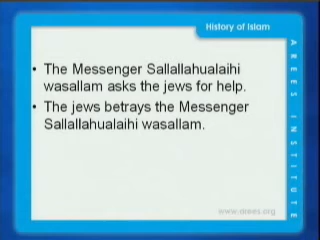 History of Islam
• The Messenger Sallallahualaihi
wasallam asks the jews for help.
• The jews betrays the Messenger
Sallallahualaihi wasallam.
AREES INSTITUTE
www.arees.org